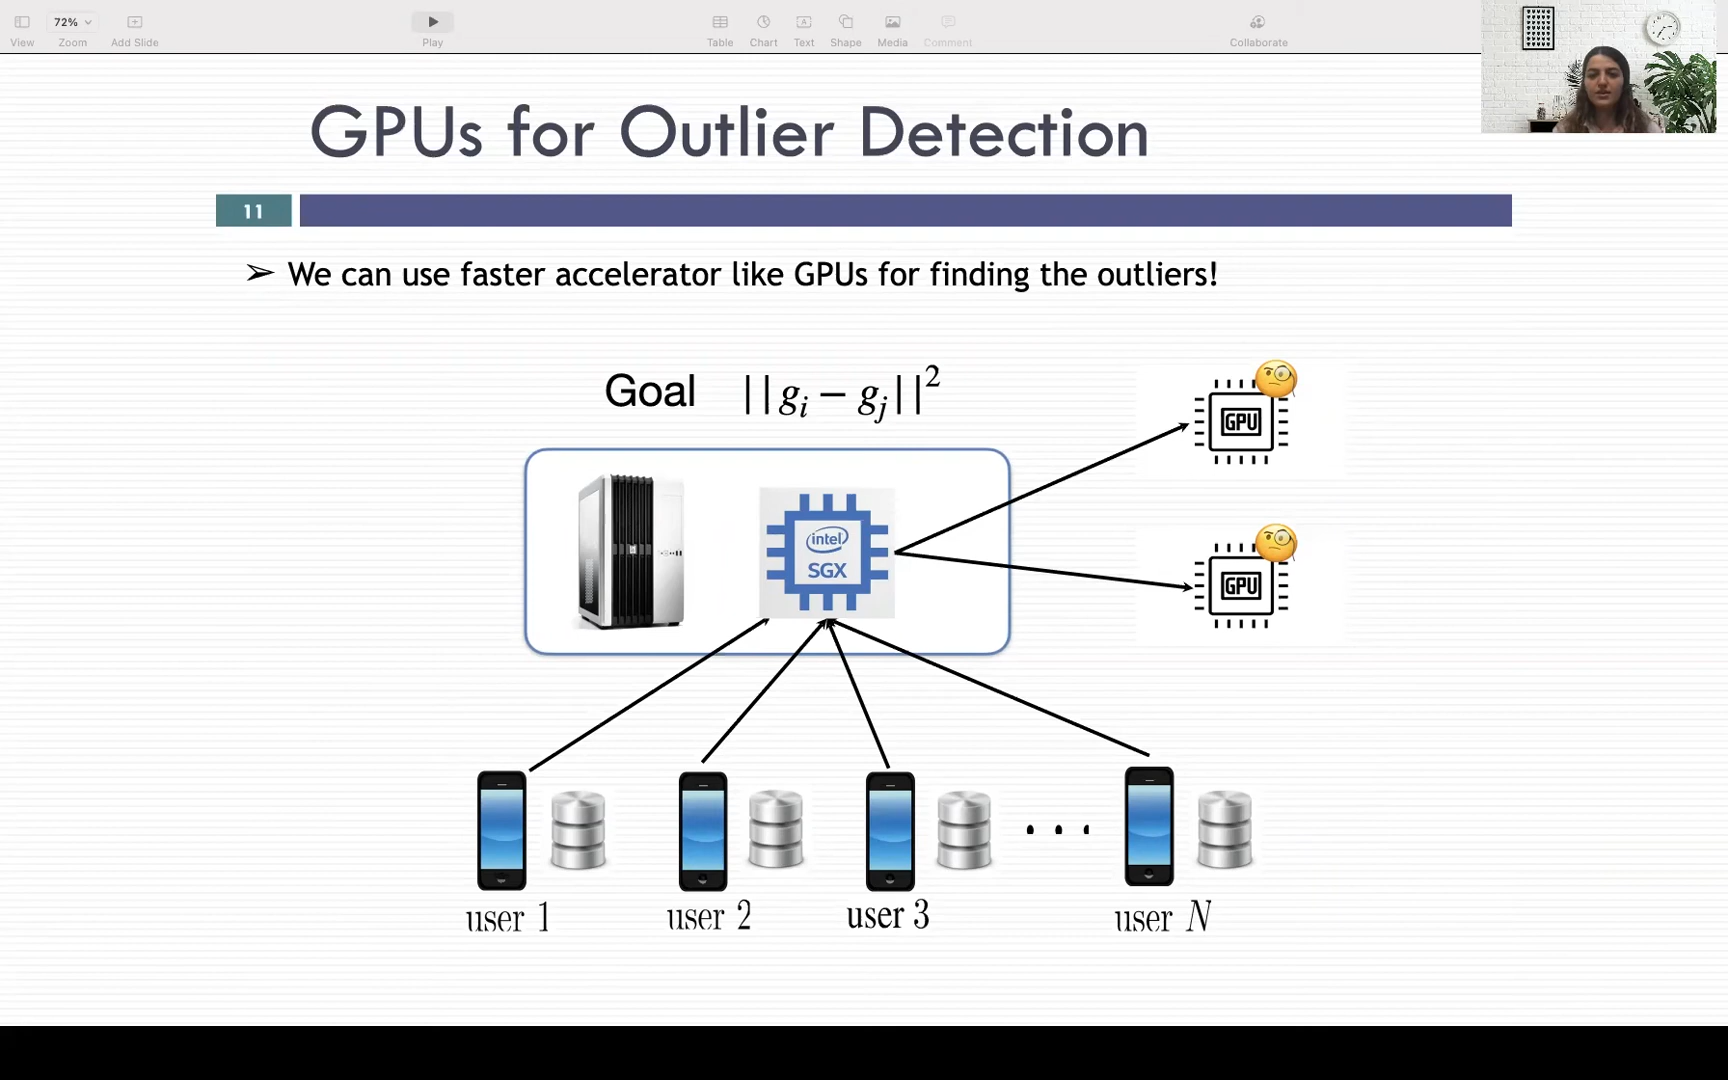 72%
View
Zoom
Add Slide
Play
Table
Chart
Text
Shape
Media
Comment
Collaborate
GPUs for Outlier Detection
11
➢ We can use faster accelerator like GPUs for finding the outliers!
Goal ||g_i − g_j||²
GPU
intel
SGX
GPU
user 1
user 2
user 3
· · ·
user N